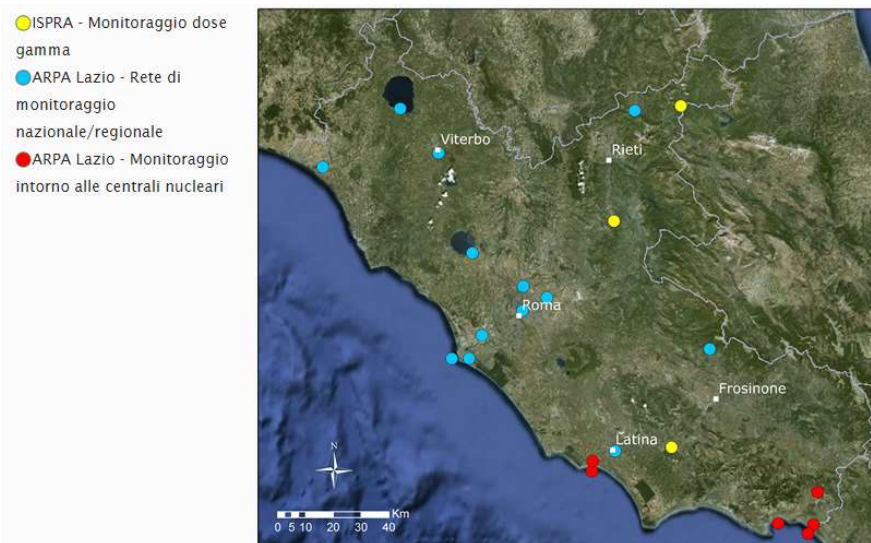 ISPRA - Monitoraggio dose
gamma
ARPA Lazio - Rete di
monitoraggio
nazionale/regionale
ARPA Lazio - Monitoraggio
intorno alle centrali nucleari
Viterbo
Rieti
Roma
Frosinone
Latina
N
Km
0 5 10 20 30 40